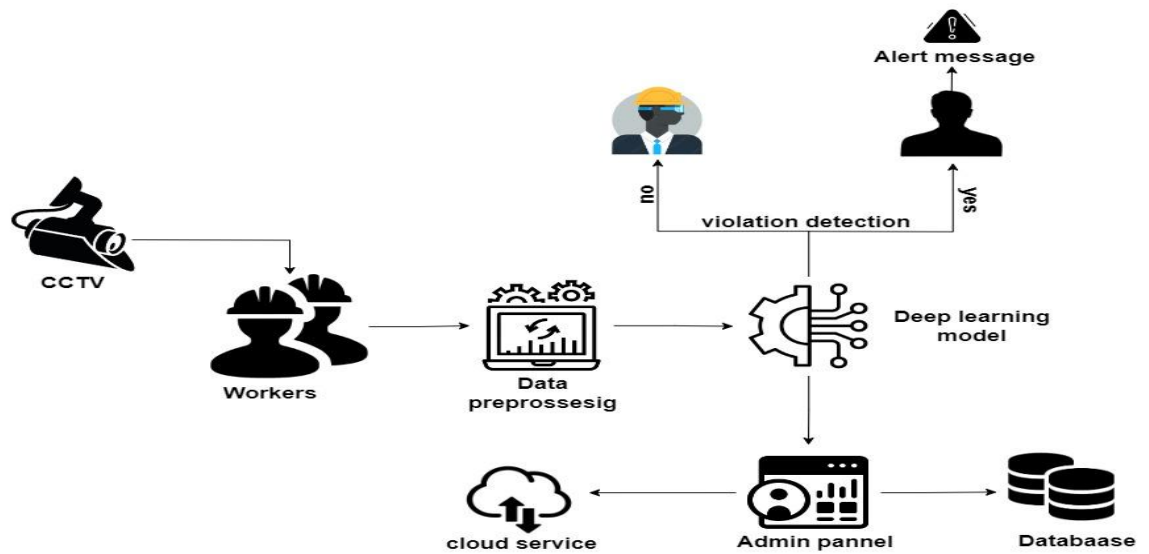 Alert message
no
yes
violation detection
CCTV
Deep learning
model
Workers
Data
preprossesig
cloud service
Admin pannel
Databaase